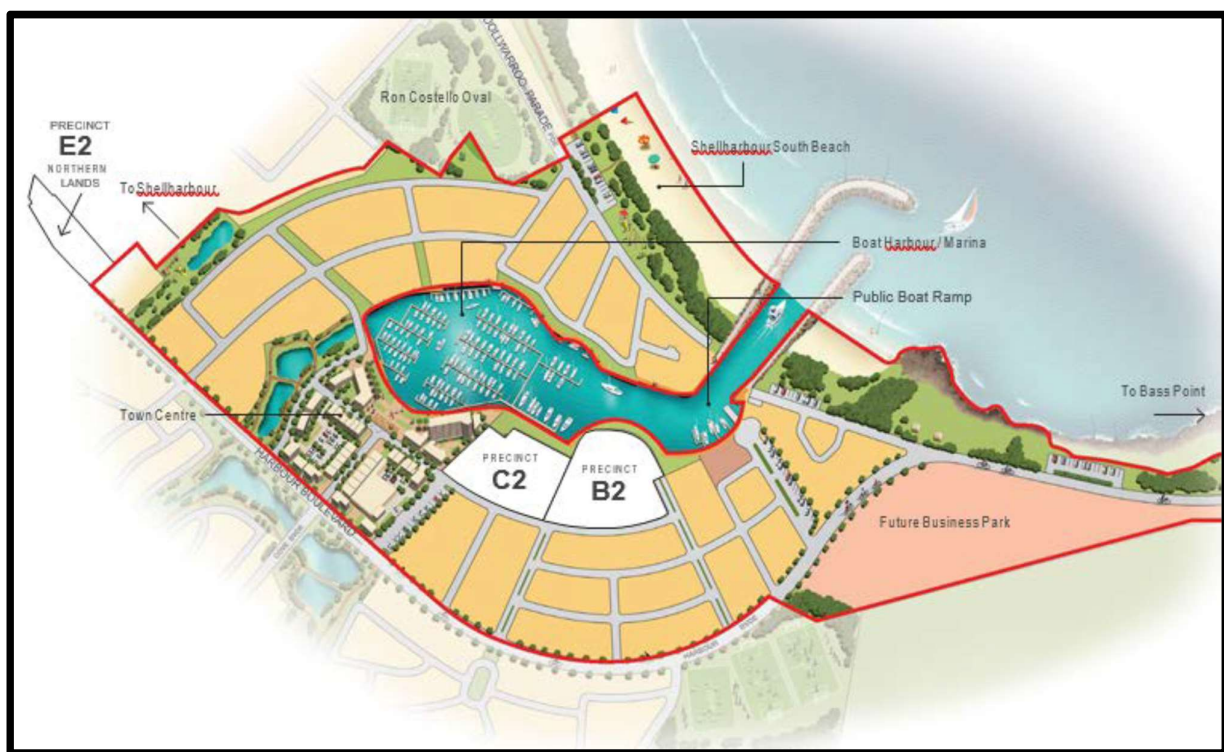 Ron Costello Oval
PRECINCT
E2
NORTHERN
LANDS
To Shellharbour
Shellharbour South Beach
Boat Harbour / Marina
Public Boat Ramp
To Bass Point
Town Centre
HARBOUR BOULEVARD
PRECINCT
C2
PRECINCT
B2
Future Business Park
HARBOUR